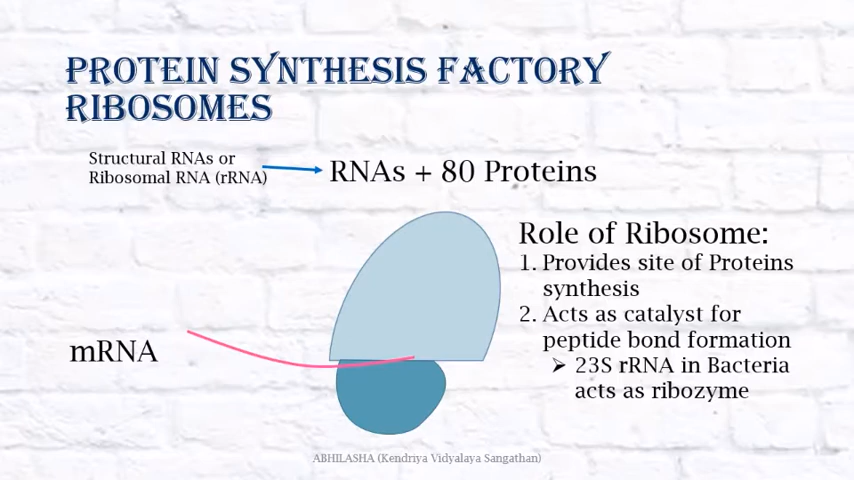 PROTEIN SYNTHESIS FACTORY
RIBOSOMES
Structural RNAs or
Ribosomal RNA (rRNA)
RNAs + 80 Proteins
Role of Ribosome:
1. Provides site of Proteins
synthesis
2. Acts as catalyst for
peptide bond formation
➢ 23S rRNA in Bacteria
acts as ribozyme
mRNA
ABHILASHA (Kendriya Vidyalaya Sangathan)